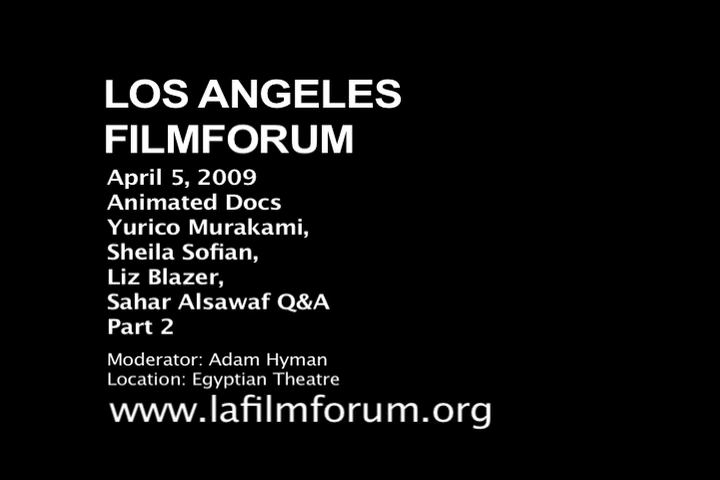 LOS ANGELES
FILMFORUM
April 5, 2009
Animated Docs
Yurico Murakami,
Sheila Sofian,
Liz Blazer,
Sahar Alsawaf Q&A
Part 2
Moderator: Adam Hyman
Location: Egyptian Theatre
www.lafilmforum.org